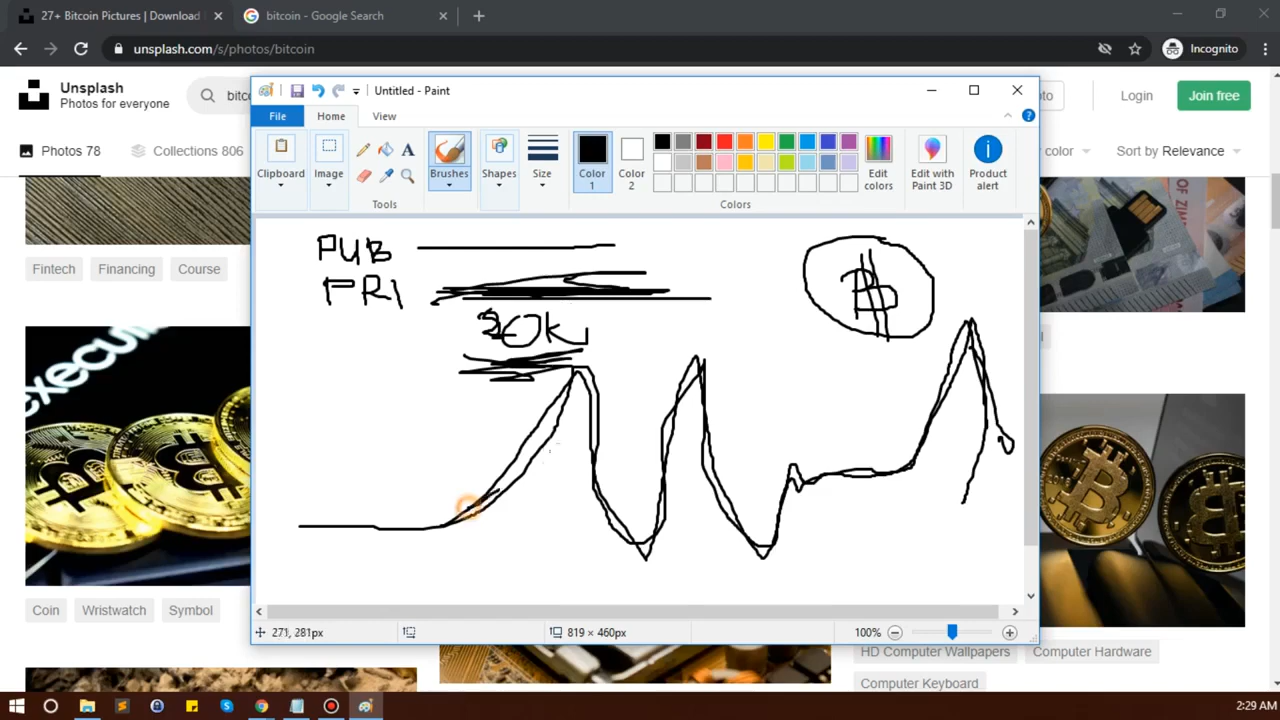 27+ Bitcoin Pictures | Download
bitcoin - Google Search
unsplash.com/s/photos/bitcoin
Incognito
Unsplash
Photos for everyone
Login
Join free
Photos 78
Collections 806
Sort by Relevance
Fintech
Financing
Course
Coin
Wristwatch
Symbol
HD Computer Wallpapers
Computer Hardware
Computer Keyboard
Untitled - Paint
File
Home
View
Clipboard
Image
Tools
Brushes
Shapes
Size
Color 1
Color 2
Edit colors
Colors
Edit with Paint 3D
Product alert
PUB
PRI
271, 281px
819 × 460px
100%
2:29 AM